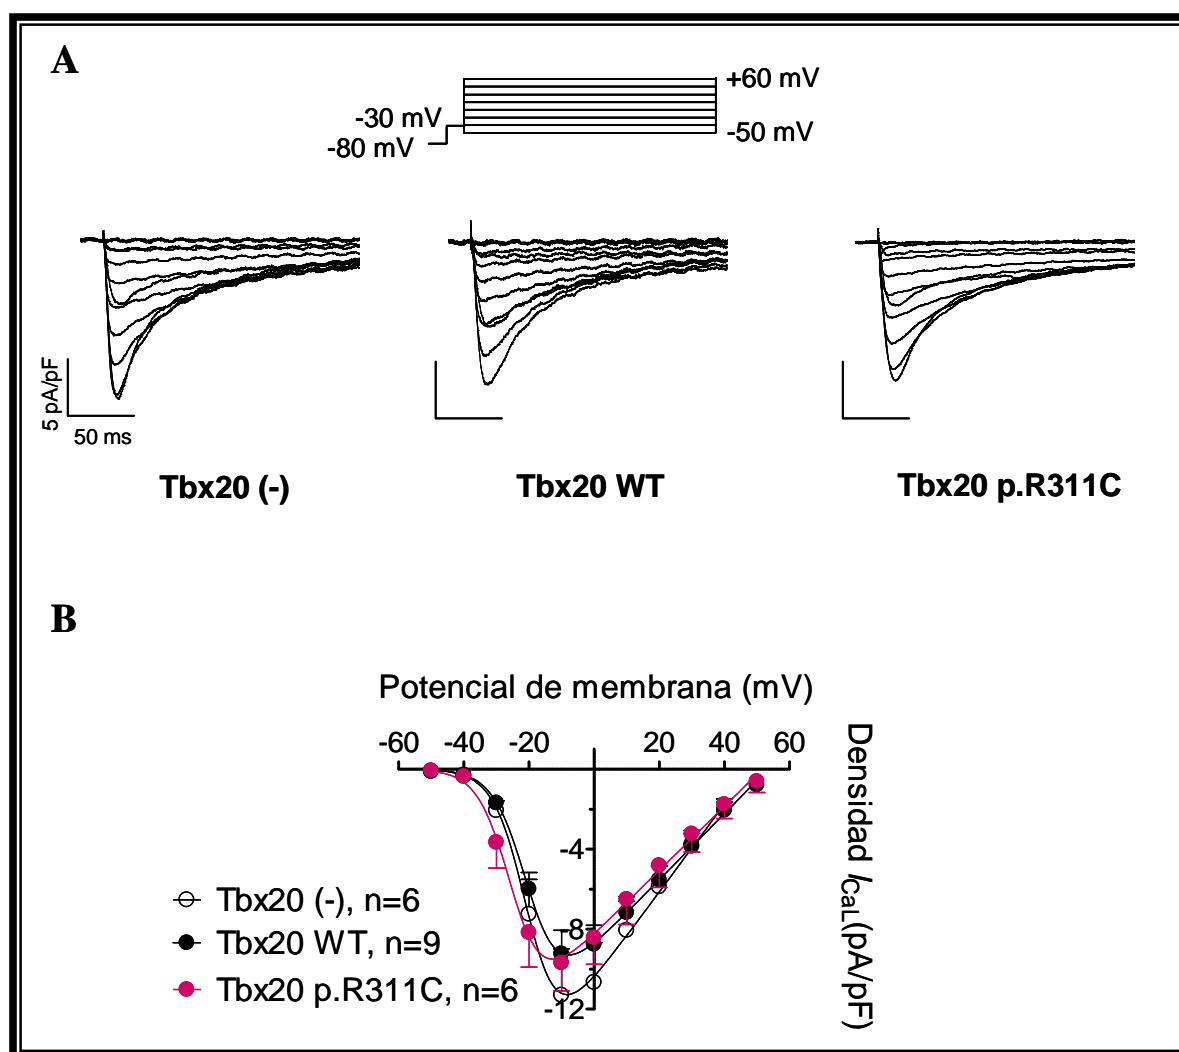 A
+60 mV
-30 mV
-50 mV
-80 mV
5 pA/pF
50 ms
Tbx20 (-)
Tbx20 WT
Tbx20 p.R311C
B
Potencial de membrana (mV)
-60 -40 -20 20 40 60
-4
-8
-12
Densidad ICaL(pA/pF)
Tbx20 (-), n=6
Tbx20 WT, n=9
Tbx20 p.R311C, n=6